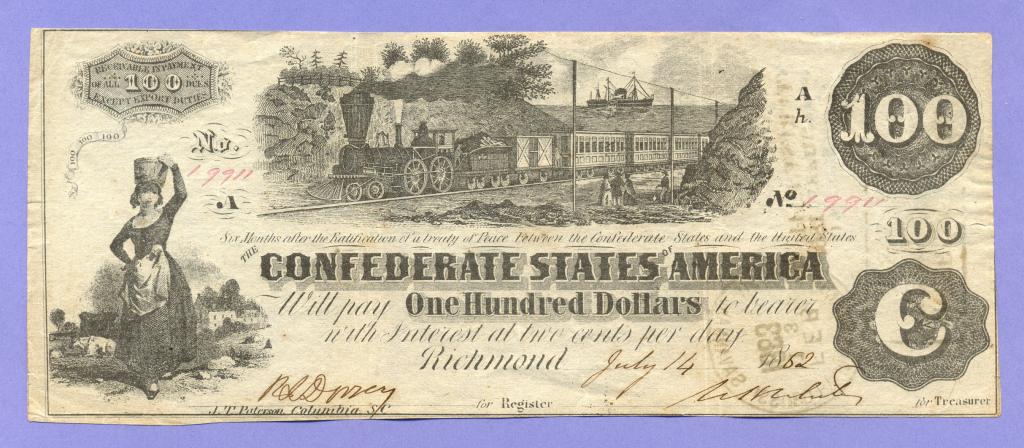 RECEIVABLE IN PAYMENT
OF ALL 100 DUES
EXCEPT EXPORT DUTIES
100 100 100
No. 19911
A
A
h.
100
No 19911
100
Six Months after the Ratification of a treaty of Peace between the Confederate States and the United States
THE CONFEDERATE STATES OF AMERICA
Will pay One Hundred Dollars to bearer
with Interest at two cents per day
Richmond July 14 1862
C
for Register
for Treasurer
J. T. Paterson Columbia S.C